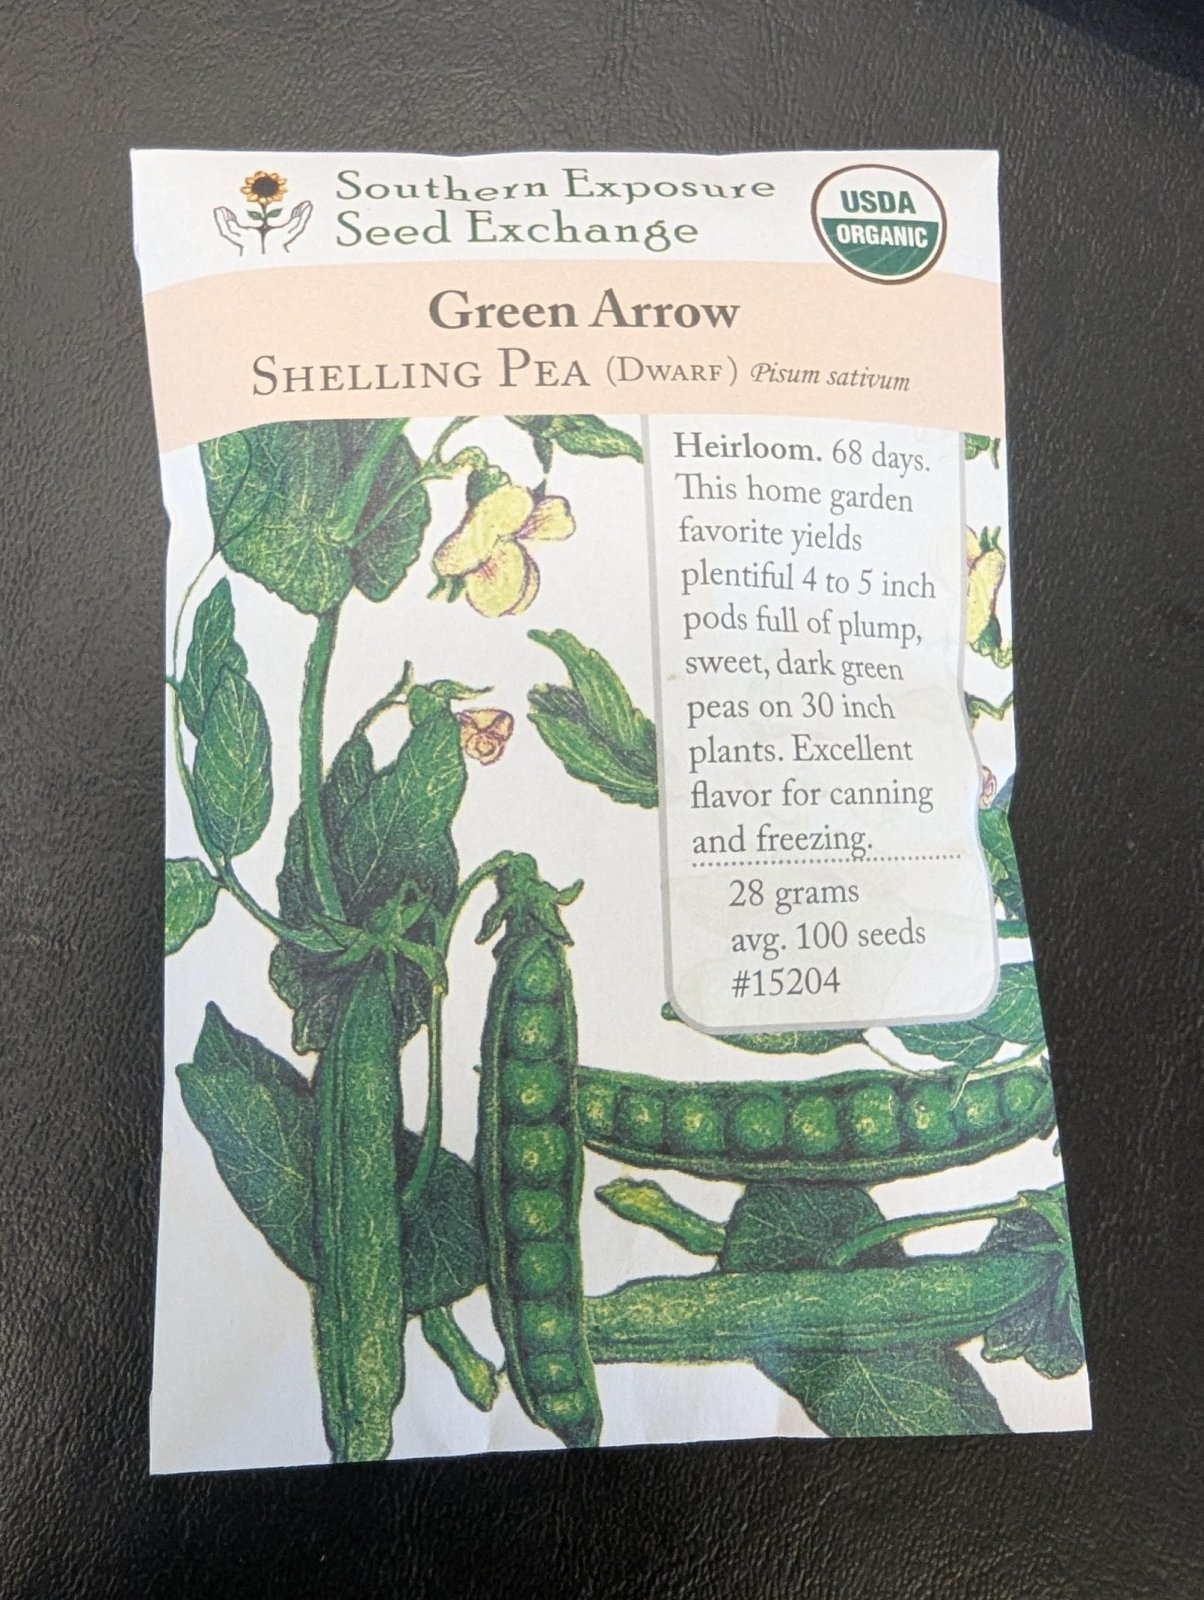 Southern Exposure
Seed Exchange
USDA
ORGANIC
Green Arrow
SHELLING PEA (DWARF) Pisum sativum
Heirloom. 68 days.
This home garden
favorite yields
plentiful 4 to 5 inch
pods full of plump,
sweet, dark green
peas on 30 inch
plants. Excellent
flavor for canning
and freezing.
28 grams
avg. 100 seeds
#15204